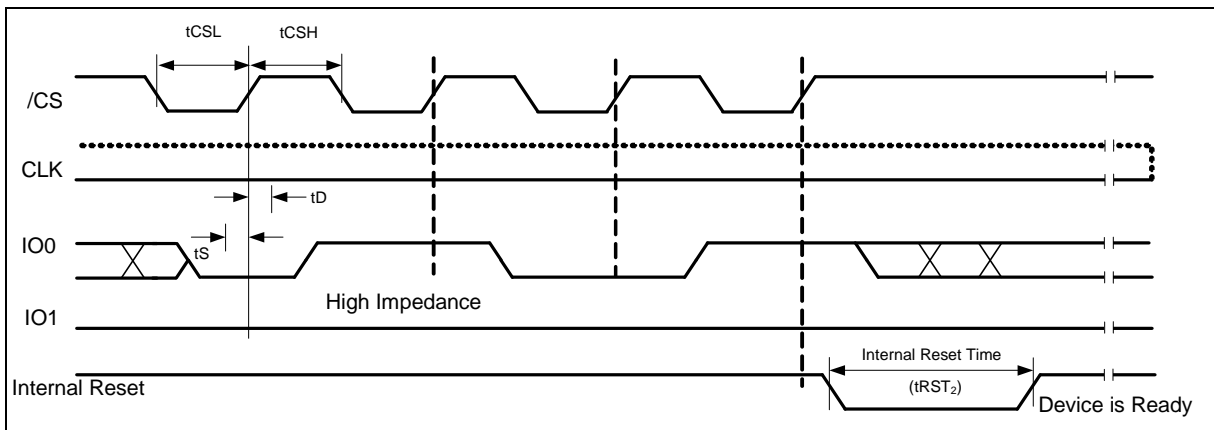 tCSL
tCSH
/CS
CLK
tD
IO0
tS
High Impedance
IO1
Internal Reset Time
Internal Reset
(tRST₂)
Device is Ready